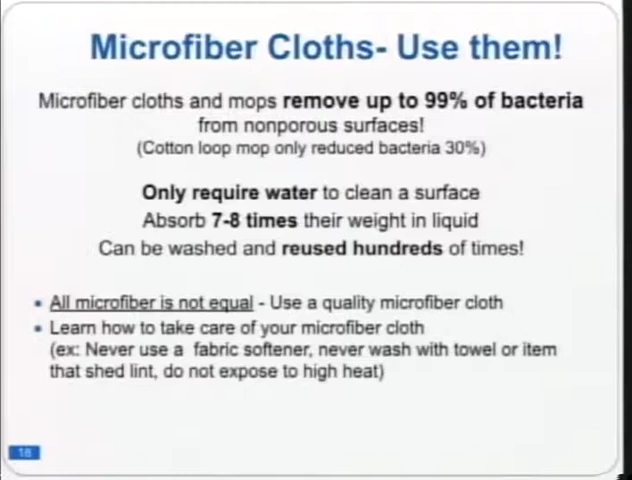 Microfiber Cloths- Use them!
Microfiber cloths and mops remove up to 99% of bacteria
from nonporous surfaces!
(Cotton loop mop only reduced bacteria 30%)
Only require water to clean a surface
Absorb 7-8 times their weight in liquid
Can be washed and reused hundreds of times!
• All microfiber is not equal - Use a quality microfiber cloth
• Learn how to take care of your microfiber cloth
(ex: Never use a fabric softener, never wash with towel or item
that shed lint, do not expose to high heat)
18